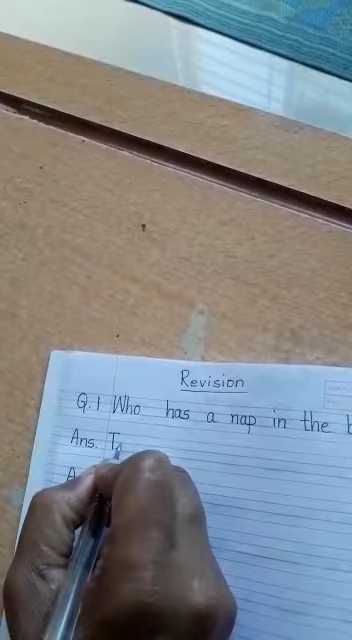 Revision
Q.1 Who has a nap in the
Ans. T